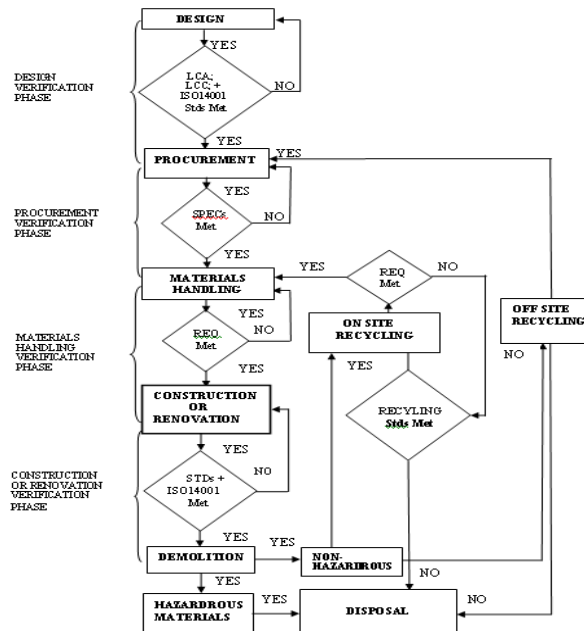 DESIGN
YES
DESIGN
VERIFICATION
PHASE
LCA;
LCC; +
ISO14001
Stds Met
NO
YES
PROCUREMENT
YES
YES
PROCUREMENT
VERIFICATION
PHASE
SPECs
Met
NO
YES
MATERIALS
HANDLING
YES
REQ
Met
NO
YES
MATERIALS
HANDLING
VERIFICATION
PHASE
REQ
Met
NO
YES
ON SITE
RECYCLING
OFF SITE
RECYCLING
YES
NO
CONSTRUCTION
OR
RENOVATION
RECYLING
Stds Met
YES
CONSTRUCTION
OR RENOVATION
VERIFICATION
PHASE
STDs +
ISO14001
Met
NO
YES
DEMOLITION
YES
NON-
HAZARDROUS
YES
NO
NO
HAZARDROUS
MATERIALS
YES
DISPOSAL